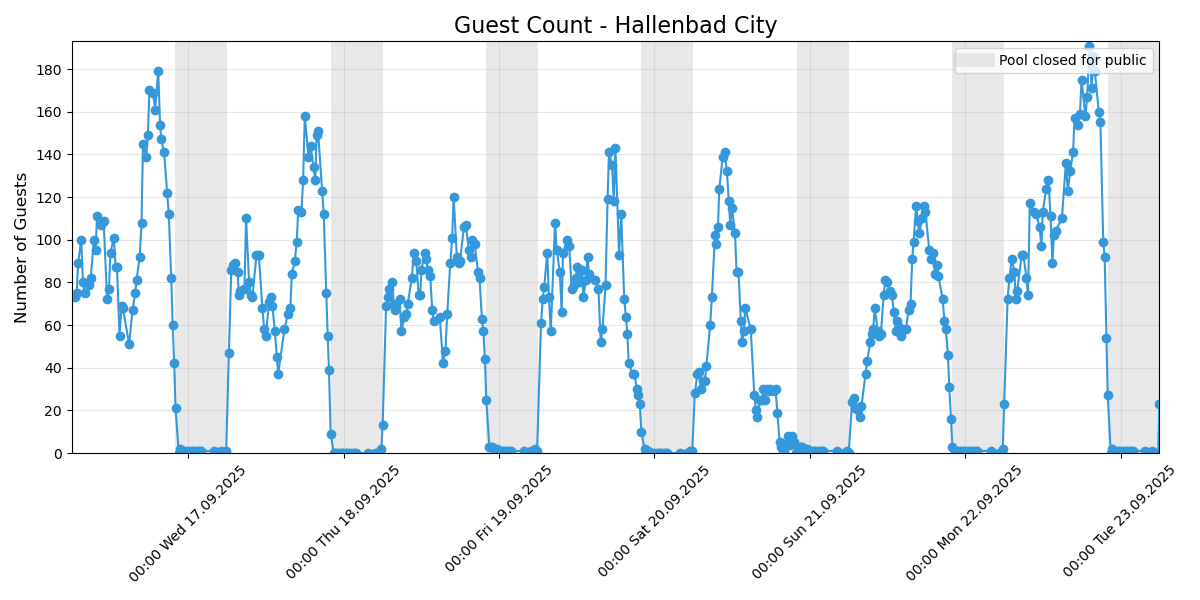 Guest Count - Hallenbad City
Pool closed for public
Number of Guests
180
160
140
120
100
80
60
40
20
0
00:00 Wed 17.09.2025
00:00 Thu 18.09.2025
00:00 Fri 19.09.2025
00:00 Sat 20.09.2025
00:00 Sun 21.09.2025
00:00 Mon 22.09.2025
00:00 Tue 23.09.2025